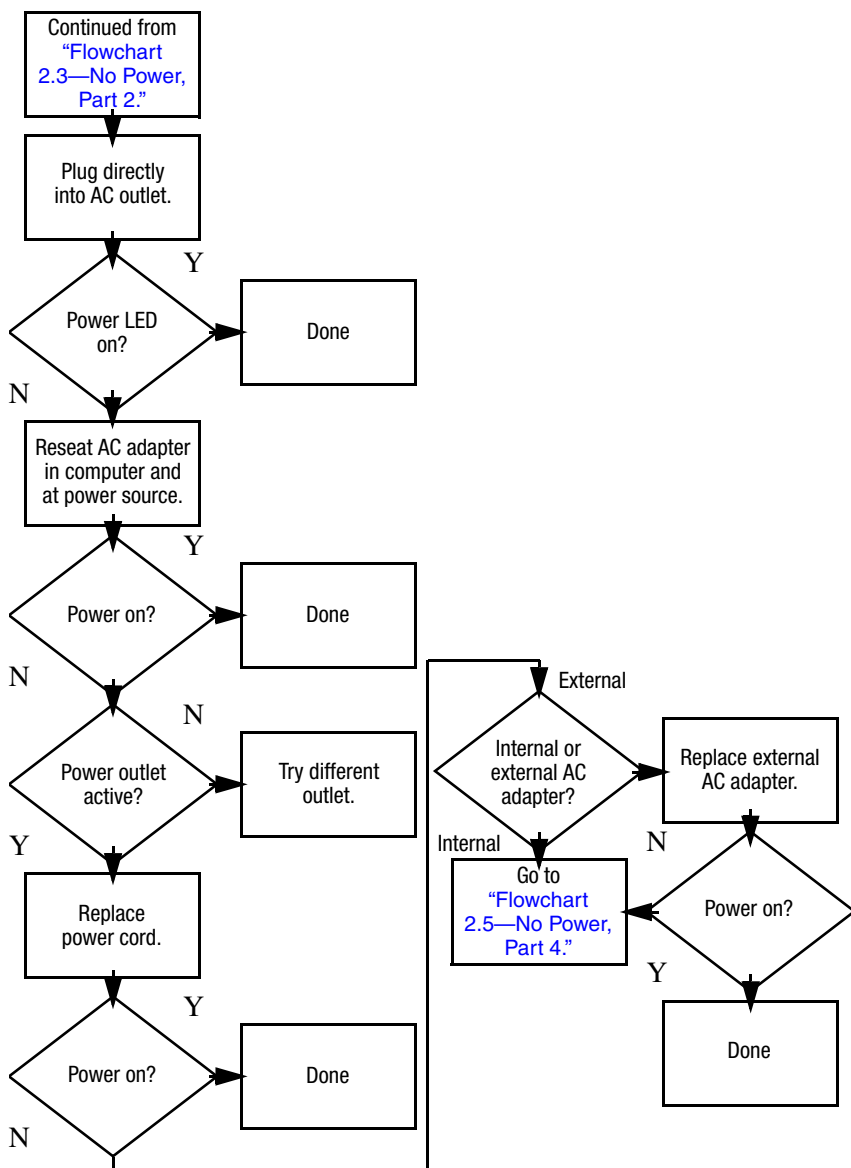 Continued from
“Flowchart
2.3—No Power,
Part 2.”
Plug directly
into AC outlet.
Y
Power LED
on?
Done
N
Reseat AC adapter
in computer and
at power source.
Y
Power on?
Done
N
N
Power outlet
active?
Try different
outlet.
Y
Replace
power cord.
Y
Power on?
Done
N
External
Internal or
external AC
adapter?
Replace external
AC adapter.
Internal
N
Go to
“Flowchart
2.5—No Power,
Part 4.”
Power on?
Y
Done